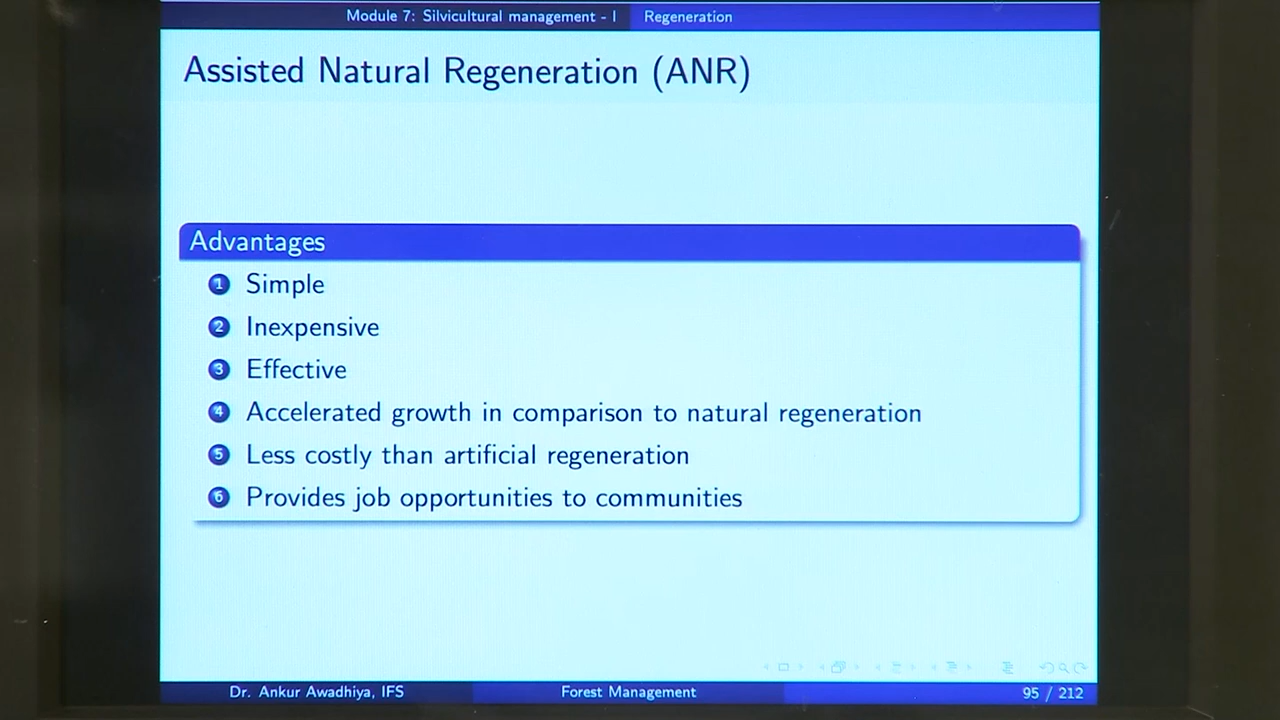 Module 7: Silvicultural management - I Regeneration
Assisted Natural Regeneration (ANR)
Advantages
1 Simple
2 Inexpensive
3 Effective
4 Accelerated growth in comparison to natural regeneration
5 Less costly than artificial regeneration
6 Provides job opportunities to communities
Dr. Ankur Awadhiya, IFS Forest Management 95 / 212